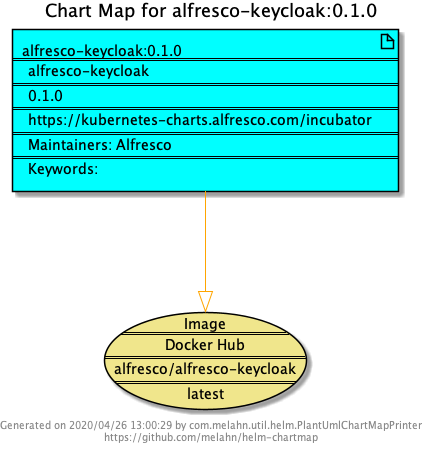 Chart Map for alfresco-keycloak:0.1.0
alfresco-keycloak:0.1.0
alfresco-keycloak
0.1.0
https://kubernetes-charts.alfresco.com/incubator
Maintainers: Alfresco
Keywords:
Image
Docker Hub
alfresco/alfresco-keycloak
latest
Generated on 2020/04/26 13:00:29 by com.melahn.util.helm.PlantUmlChartMapPrinter
https://github.com/melahn/helm-chartmap